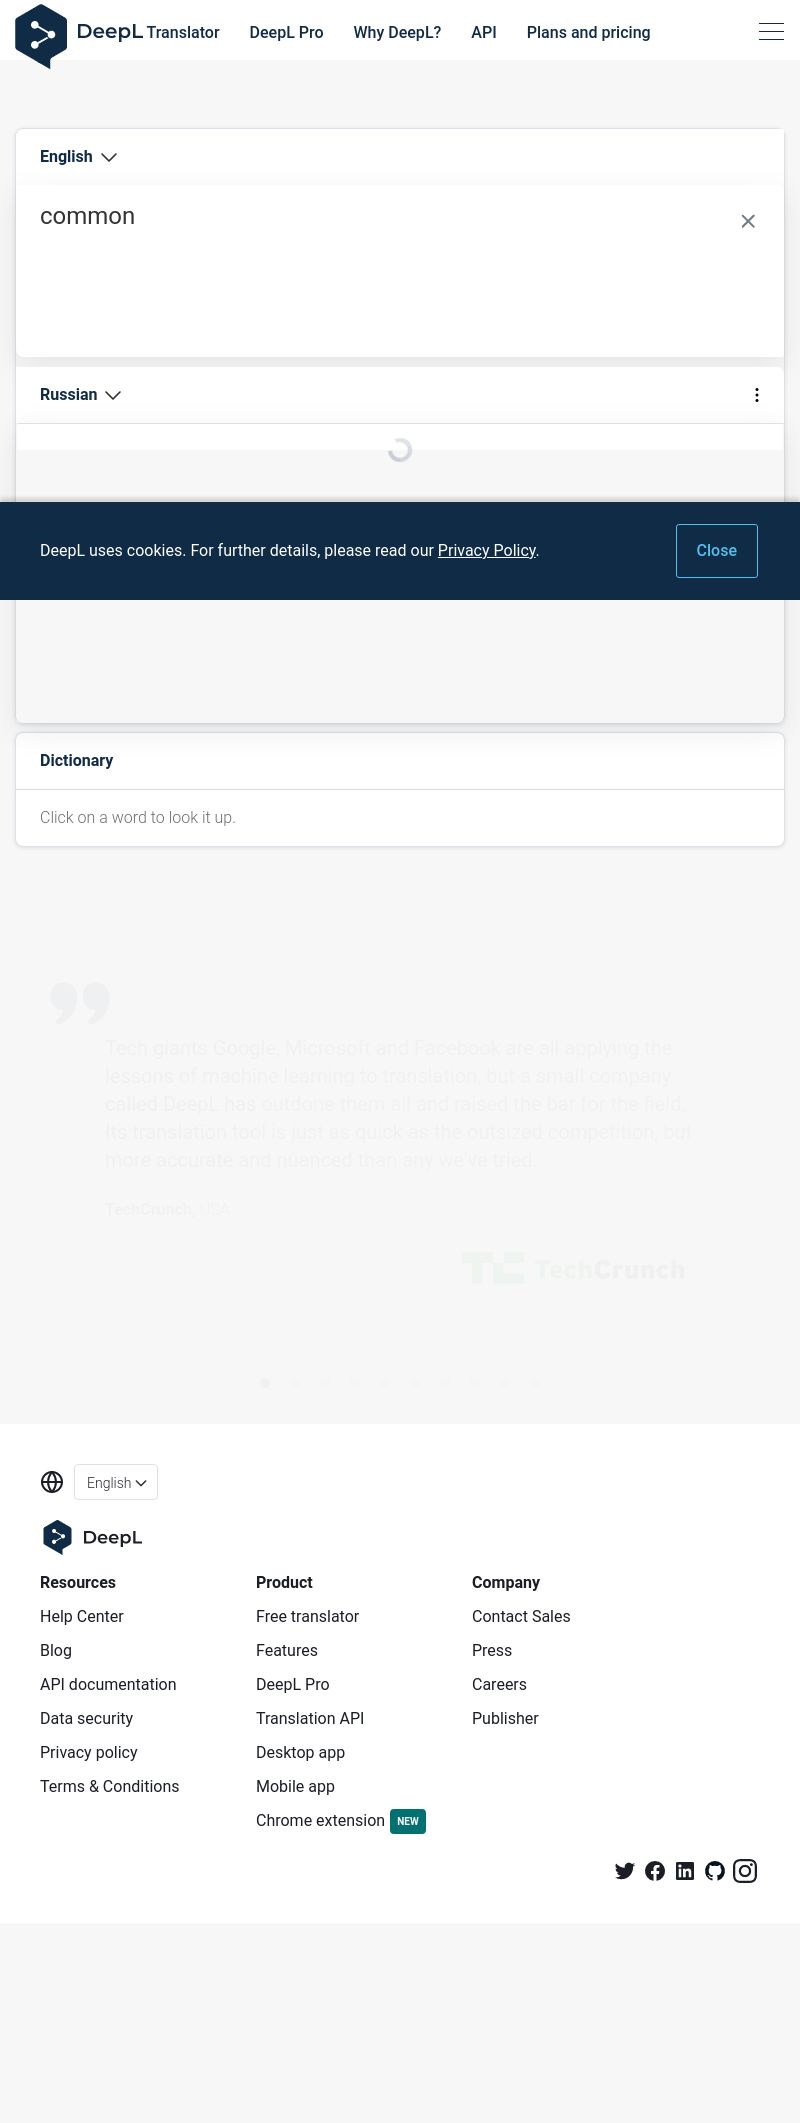 DeepL Translator DeepL Pro Why DeepL? API Plans and pricing
English
common
Russian
DeepL uses cookies. For further details, please read our Privacy Policy. Close
Dictionary
Click on a word to look it up.
Tech giants Google, Microsoft and Facebook are all applying the
lessons of machine learning to translation, but a small company
called DeepL has outdone them all and raised the bar for the field.
Its translation tool is just as quick as the outsized competition, but
more accurate and nuanced than any we've tried.
TechCrunch, USA
TechCrunch
English
DeepL
Resources Product Company
Help Center Free translator Contact Sales
Blog Features Press
API documentation DeepL Pro Careers
Data security Translation API Publisher
Privacy policy Desktop app
Terms & Conditions Mobile app
Chrome extension NEW